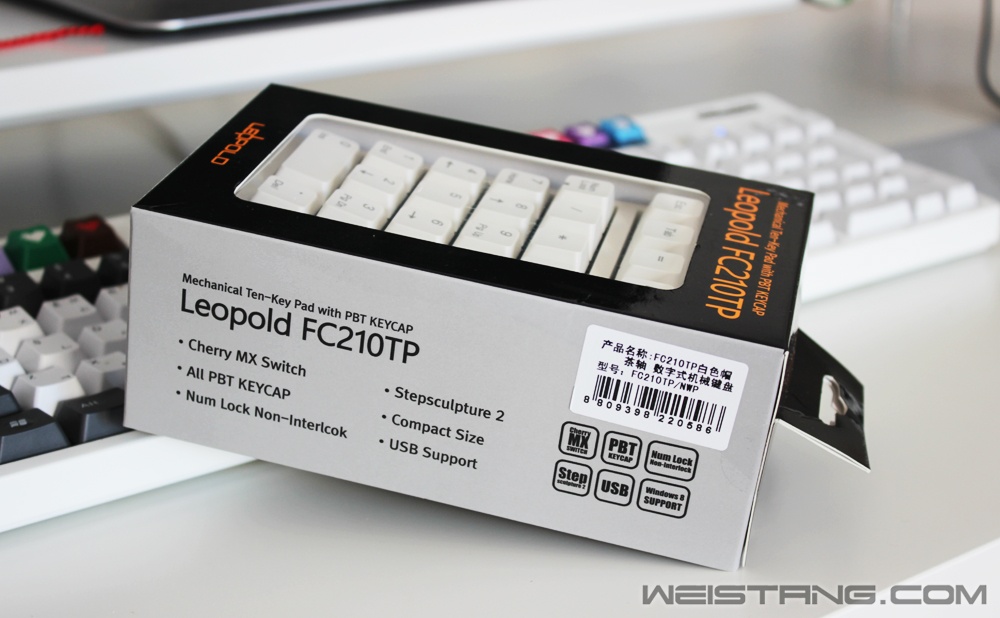 LEOPOLD
Mechanical Ten-Key Pad with PBT KEYCAP
Leopold FC210TP
Mechanical Ten-Key Pad with PBT KEYCAP
Leopold FC210TP
• Cherry MX Switch
• All PBT KEYCAP
• Num Lock Non-Interlcok
• Stepsculpture 2
• Compact Size
• USB Support
产品名称:FC210TP白色帽
茶轴 数字式机械键盘
型号: FC210TP/NWP
8 809398 220586
Cherry
MX
SWITCH
PBT
KEYCAP
Num Lock
Non-Interlock
Step
sculpture 2
USB
Windows 8
SUPPORT
WEISTANG.COM